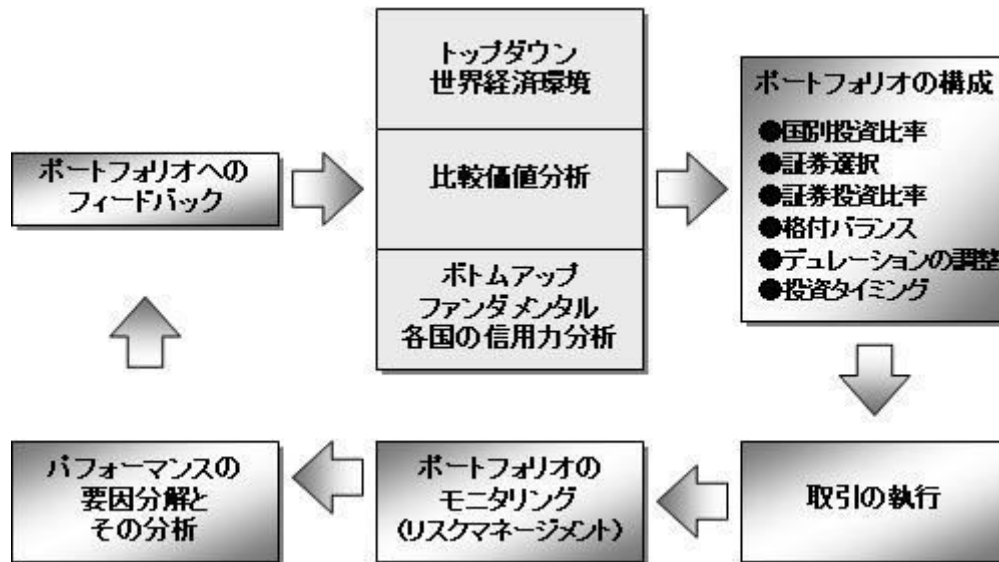 トップダウン
世界経済環境
比較価値分析
ボトムアップ
ファンダメンタル
各国の信用力分析
ポートフォリオの構成
●国別投資比率
●証券選択
●証券投資比率
●格付バランス
●デュレーションの調整
●投資タイミング
ポートフォリオへの
フィードバック
パフォーマンスの
要因分解と
その分析
ポートフォリオの
モニタリング
(リスクマネージメント)
取引の執行